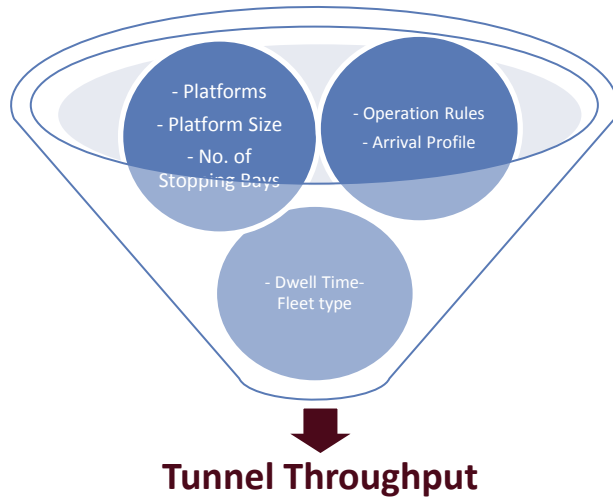 - Platforms
- Platform Size
- No. of
Stopping Bays
- Operation Rules
- Arrival Profile
- Dwell Time-
Fleet type
Tunnel Throughput